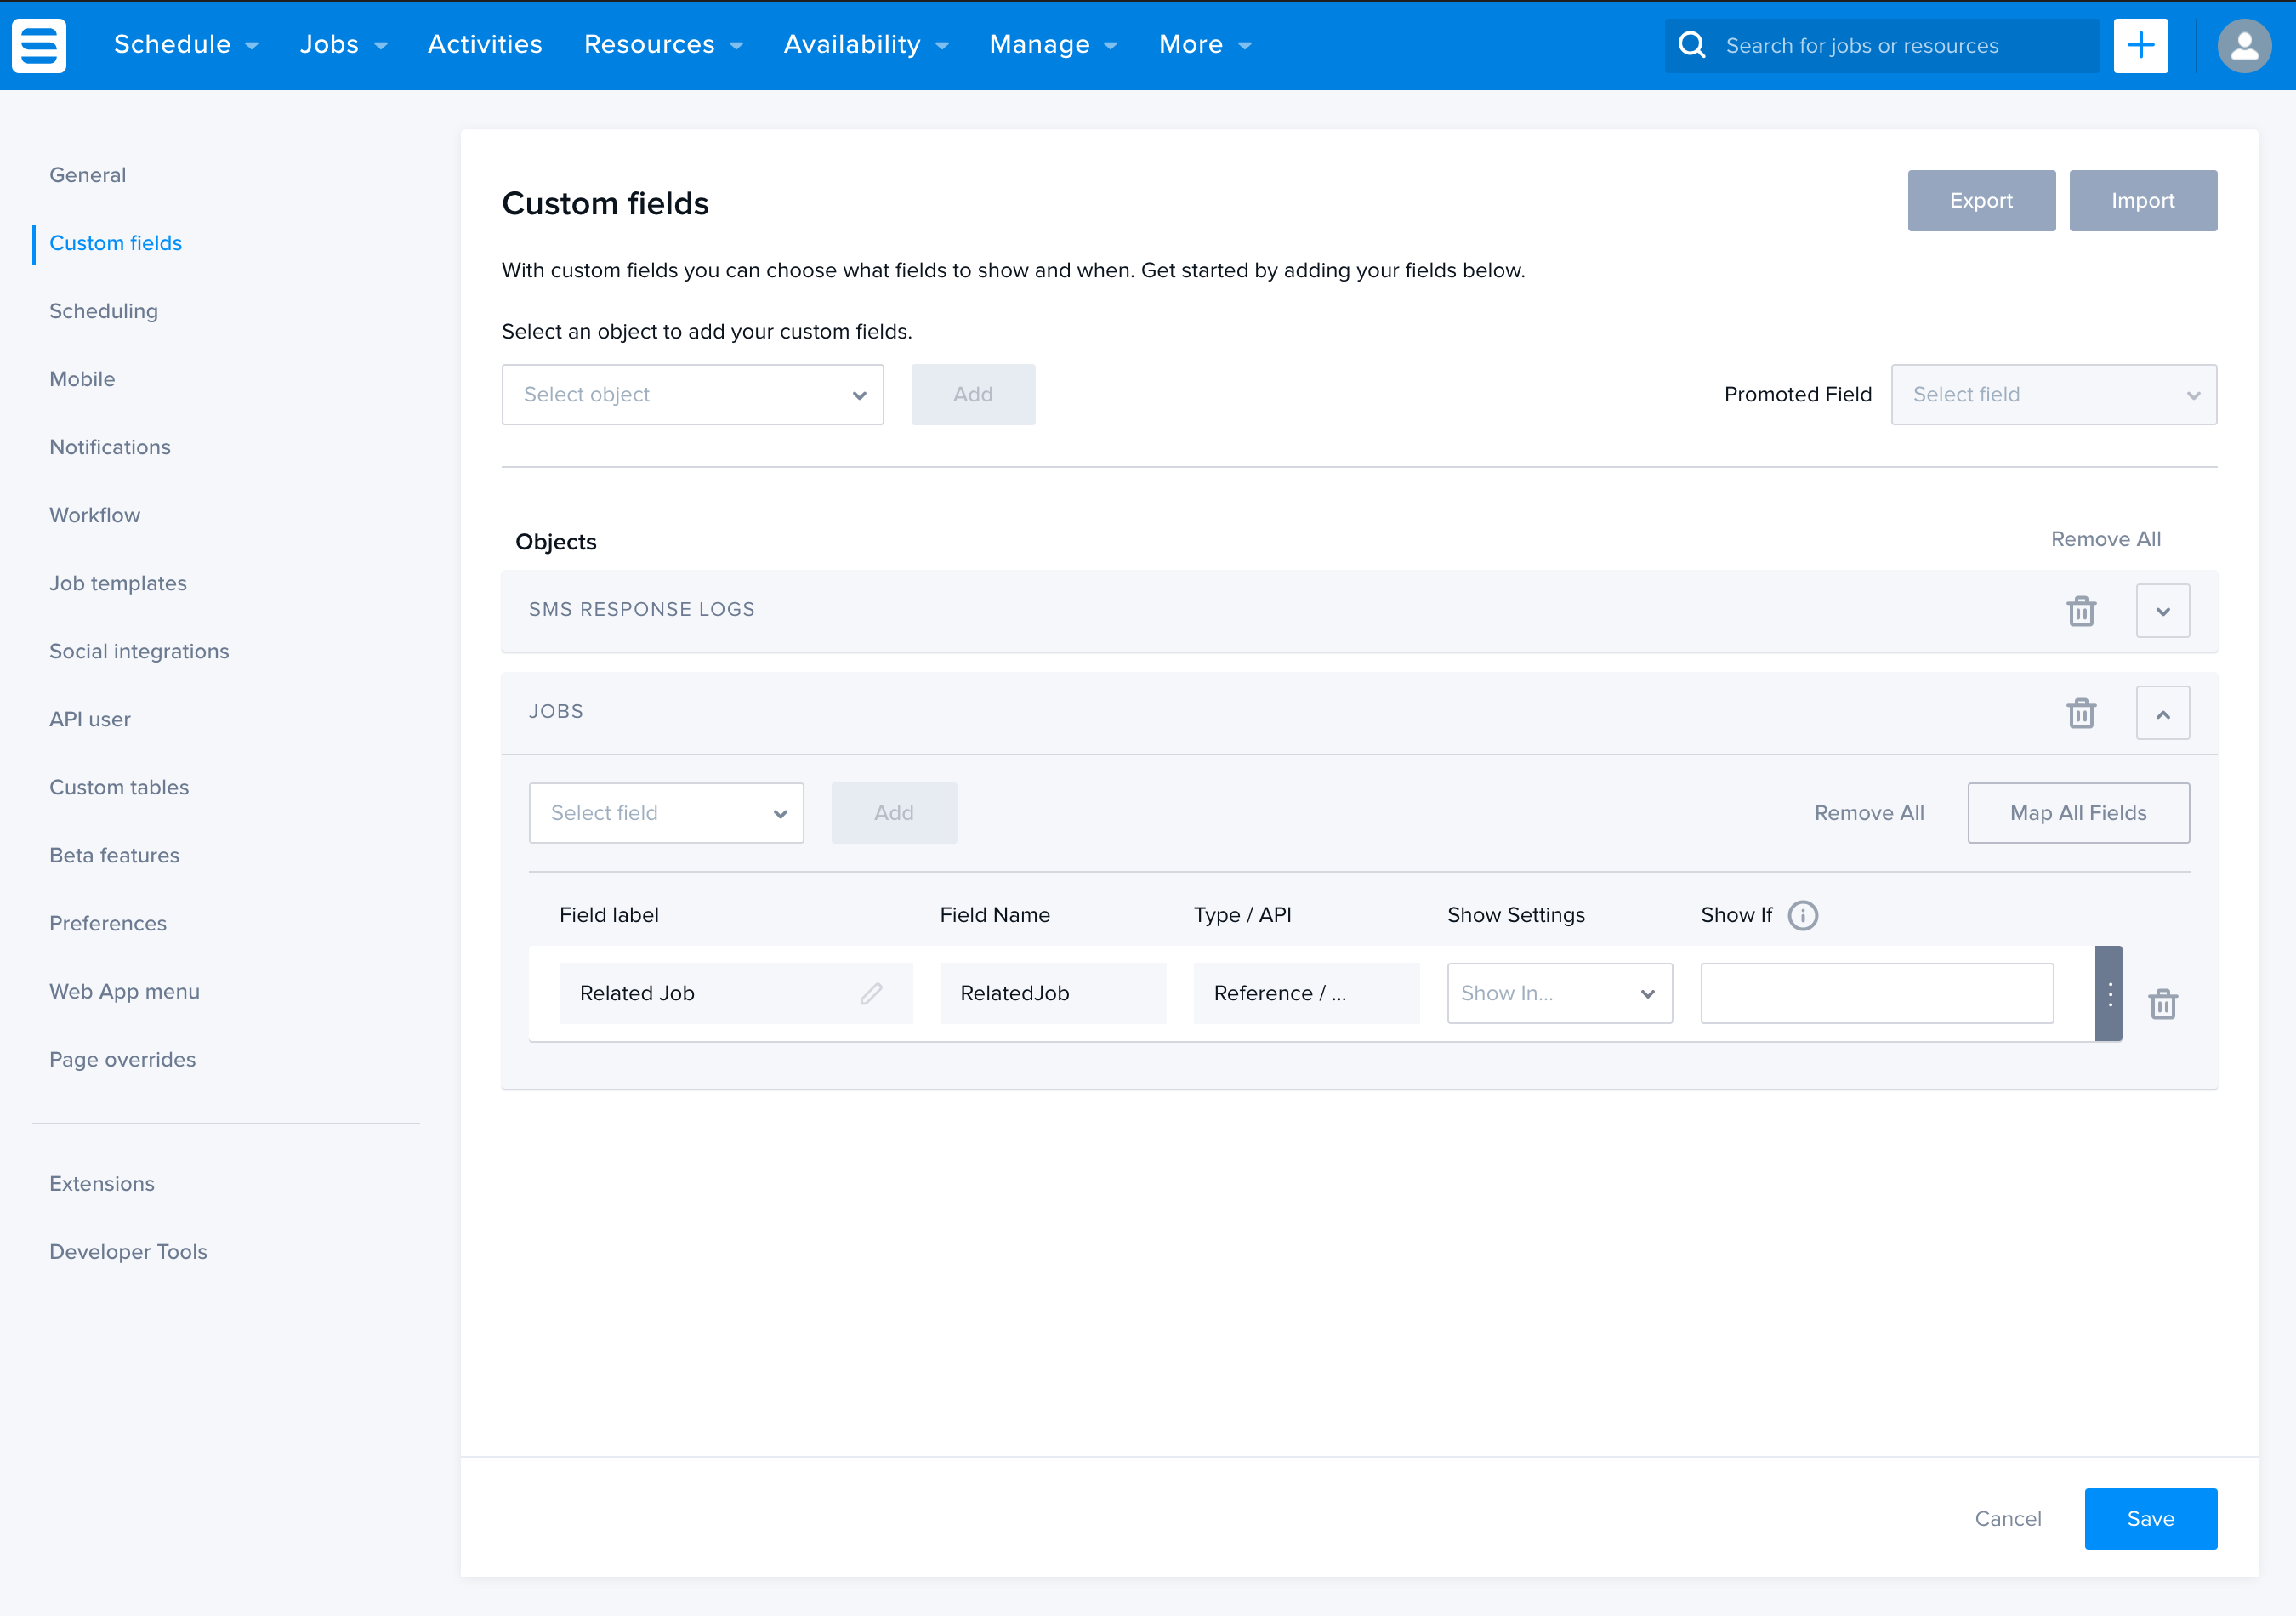 Schedule Jobs Activities Resources Availability Manage More Search for jobs or resources
General
Custom fields
Scheduling
Mobile
Notifications
Workflow
Job templates
Social integrations
API user
Custom tables
Beta features
Preferences
Web App menu
Page overrides
Extensions
Developer Tools
Custom fields
Export Import
With custom fields you can choose what fields to show and when. Get started by adding your fields below.
Select an object to add your custom fields.
Select object Add Promoted Field Select field
Objects Remove All
SMS RESPONSE LOGS
JOBS
Select field Add Remove All Map All Fields
Field label Field Name Type / API Show Settings Show If
Related Job RelatedJob Reference / ... Show In...
Cancel Save